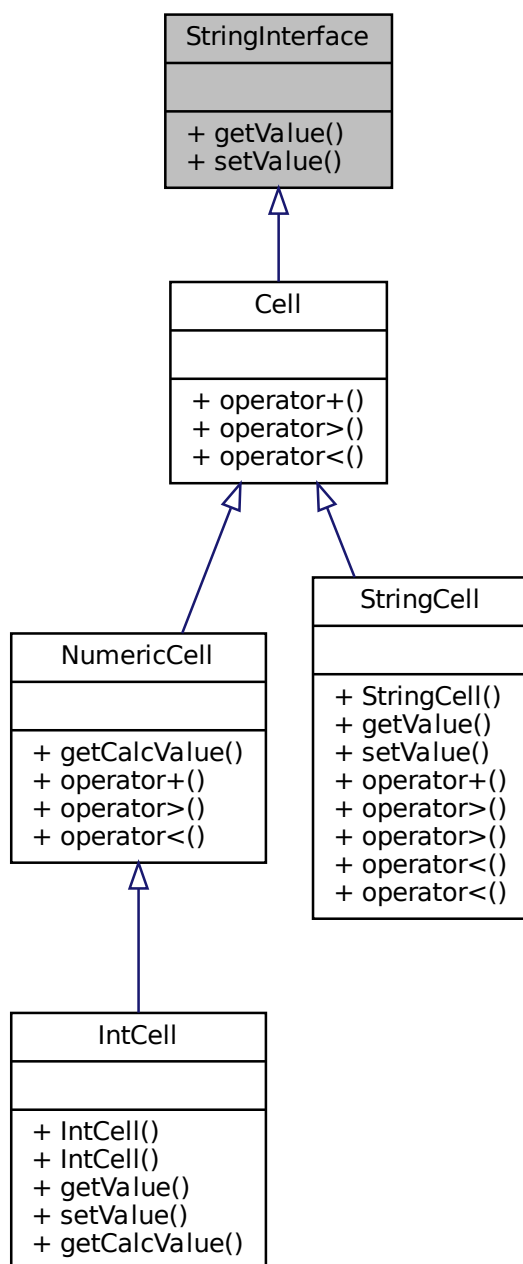 StringInterface
+ getValue()
+ setValue()
Cell
+ operator+()
+ operator>()
+ operator<()
NumericCell
+ getCalcValue()
+ operator+()
+ operator>()
+ operator<()
StringCell
+ StringCell()
+ getValue()
+ setValue()
+ operator+()
+ operator>()
+ operator>()
+ operator<()
+ operator<()
IntCell
+ IntCell()
+ IntCell()
+ getValue()
+ setValue()
+ getCalcValue()